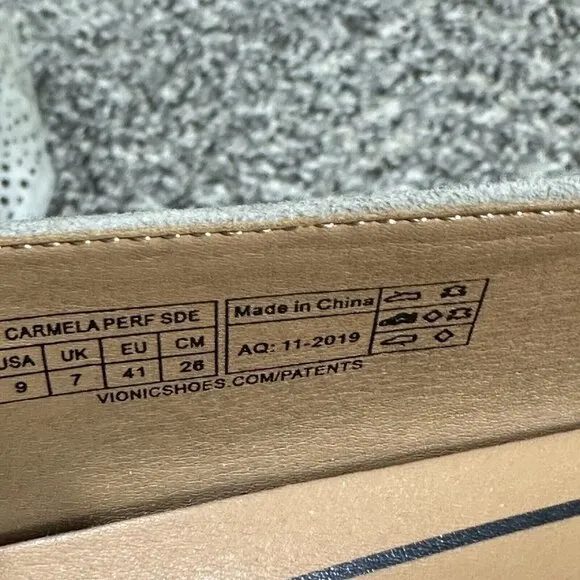 CARMELA PERF SDE
USA UK EU CM
9 7 41 26
Made in China
AQ: 11-2019
VIONICSHOES.COM/PATENTS